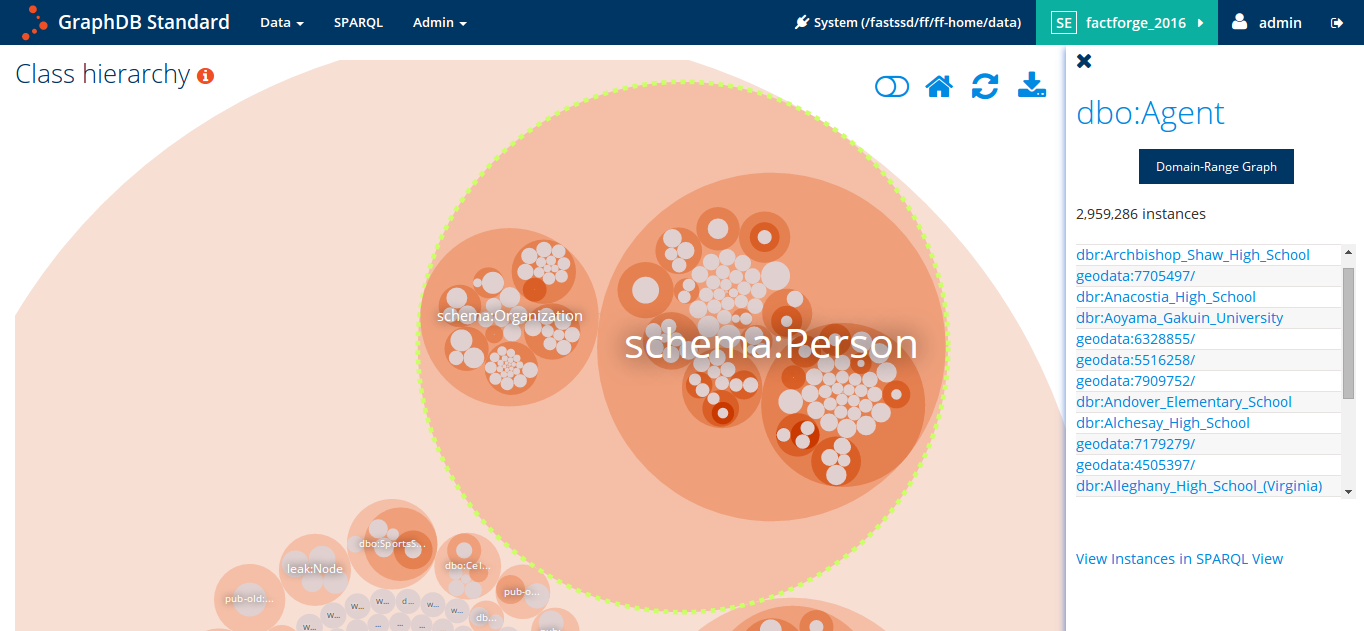 GraphDB Standard Data SPARQL Admin System (/fastssd/ff/ff-home/data) SE factforge_2016 admin
Class hierarchy
dbo:Agent
Domain-Range Graph
2,959,286 instances
dbr:Archbishop_Shaw_High_School
geodata:7705497/
dbr:Anacostia_High_School
dbr:Aoyama_Gakuin_University
geodata:6328855/
geodata:5516258/
geodata:7909752/
dbr:Andover_Elementary_School
dbr:Alchesay_High_School
geodata:7179279/
geodata:4505397/
dbr:Alleghany_High_School_(Virginia)
View Instances in SPARQL View
schema:Organization
schema:Person
dbo:SportsS...
leak:Node
dbo:Cel...
pub-old:...
pub-o...
w...
w...
d...
w...
w...
w...
db...
w...
...
...
...